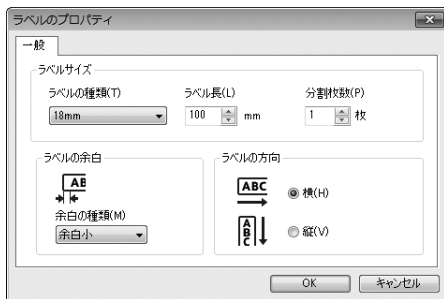 ラベルのプロパティ
一般
ラベルサイズ
ラベルの種類(T)
ラベル長(L)
分割枚数(P)
18mm
100 mm
1 枚
ラベルの余白
AB
余白の種類(M)
余白小
ラベルの方向
ABC
横(H)
ABC
縦(V)
OK
キャンセル